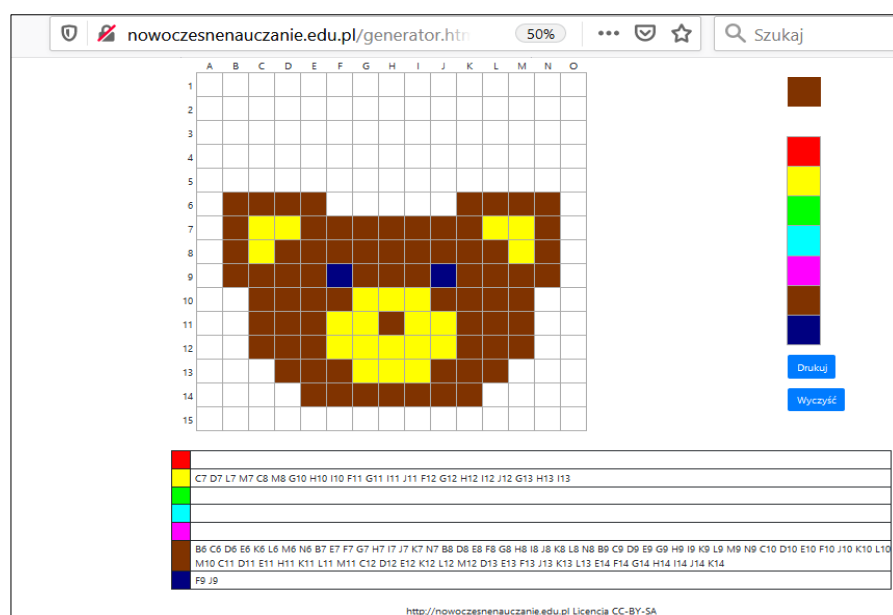 nowoczesnenauczanie.edu.pl/generator.htm 50% Szukaj
A B C D E F G H I J K L M N O
1
2
3
4
5
6
7
8
9
10
11
12
13
14
15
Drukuj
Wyczyść
C7 D7 L7 M7 C8 M8 G10 H10 I10 F11 G11 I11 J11 F12 G12 H12 I12 J12 G13 H13 I13
B6 C6 D6 E6 K6 L6 M6 N6 B7 E7 F7 G7 H7 I7 J7 K7 N7 B8 D8 E8 F8 G8 H8 I8 J8 K8 L8 N8 B9 C9 D9 E9 G9 H9 I9 K9 L9 M9 N9 C10 D10 E10 F10 J10 K10 L10
M10 C11 D11 E11 H11 K11 L11 M11 C12 D12 E12 K12 L12 M12 D13 E13 F13 J13 K13 L13 E14 F14 G14 H14 I14 J14 K14
F9 J9
http://nowoczesnenauczanie.edu.pl Licencja CC-BY-SA